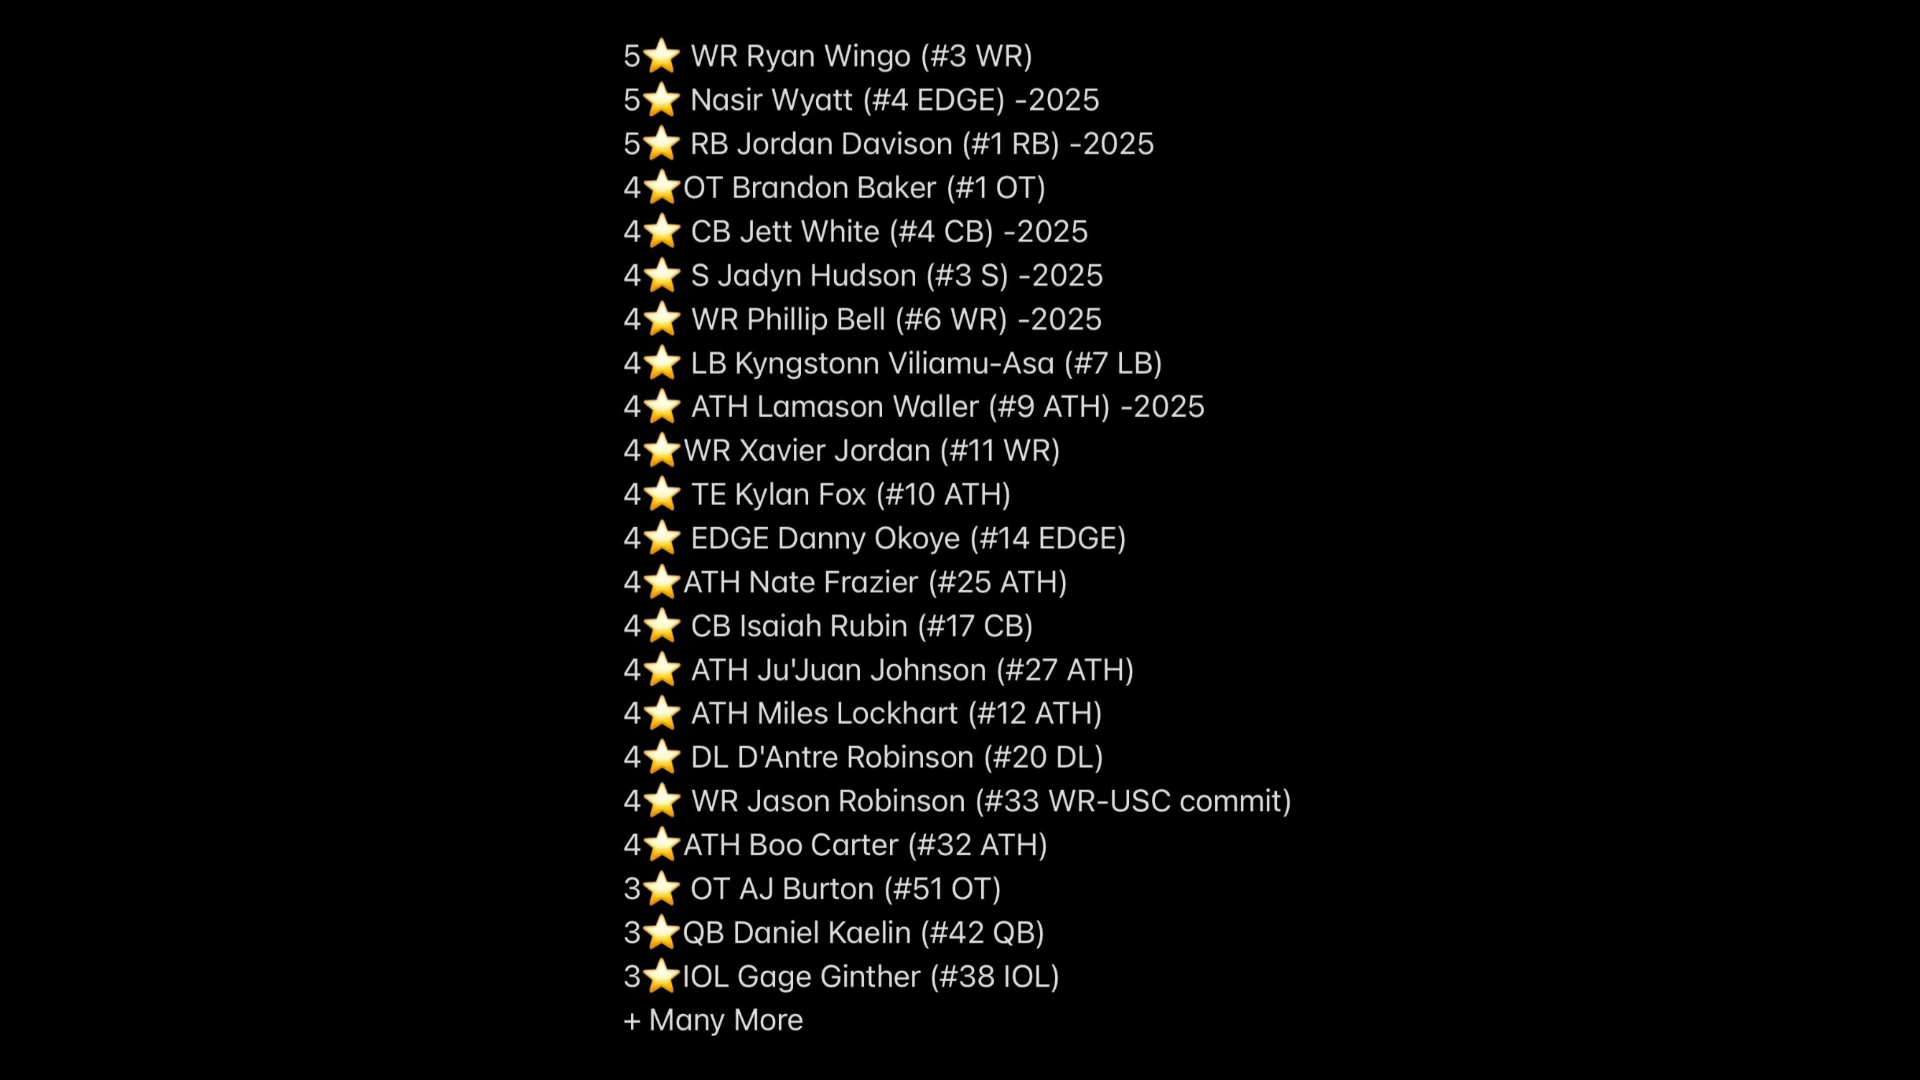 5⭐ WR Ryan Wingo (#3 WR)
5⭐ Nasir Wyatt (#4 EDGE) -2025
5⭐ RB Jordan Davison (#1 RB) -2025
4⭐OT Brandon Baker (#1 OT)
4⭐ CB Jett White (#4 CB) -2025
4⭐ S Jadyn Hudson (#3 S) -2025
4⭐ WR Phillip Bell (#6 WR) -2025
4⭐ LB Kyngstonn Viliamu-Asa (#7 LB)
4⭐ ATH Lamason Waller (#9 ATH) -2025
4⭐WR Xavier Jordan (#11 WR)
4⭐ TE Kylan Fox (#10 ATH)
4⭐ EDGE Danny Okoye (#14 EDGE)
4⭐ATH Nate Frazier (#25 ATH)
4⭐ CB Isaiah Rubin (#17 CB)
4⭐ ATH Ju'Juan Johnson (#27 ATH)
4⭐ ATH Miles Lockhart (#12 ATH)
4⭐ DL D'Antre Robinson (#20 DL)
4⭐ WR Jason Robinson (#33 WR-USC commit)
4⭐ATH Boo Carter (#32 ATH)
3⭐ OT AJ Burton (#51 OT)
3⭐QB Daniel Kaelin (#42 QB)
3⭐IOL Gage Ginther (#38 IOL)
+ Many More